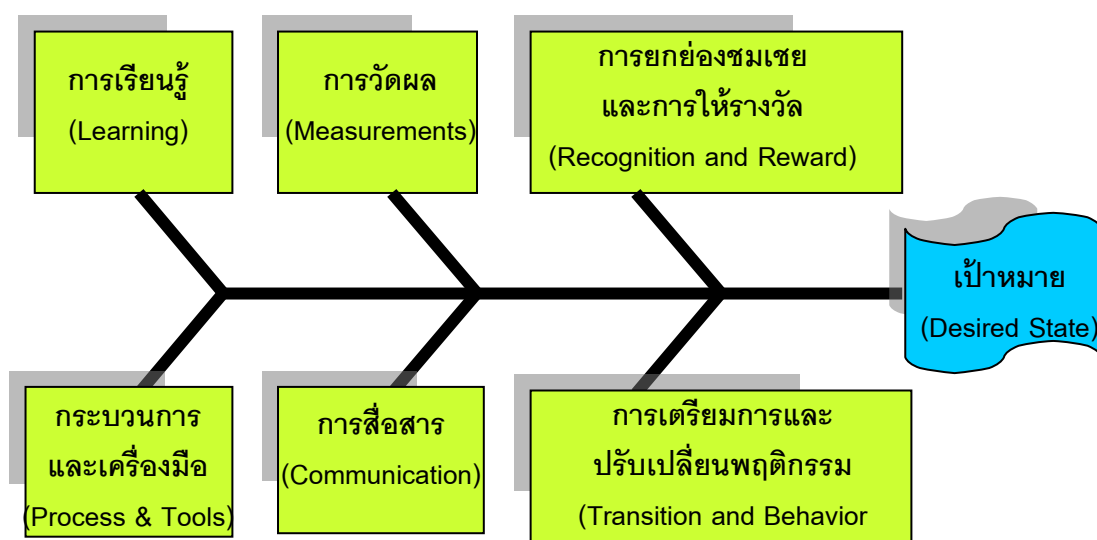 การเรียนรู้
(Learning)
การวัดผล
(Measurements)
การยกย่องชมเชย
และการให้รางวัล
(Recognition and Reward)
เป้าหมาย
(Desired State)
กระบวนการ
และเครื่องมือ
(Process & Tools)
การสื่อสาร
(Communication)
การเตรียมการและ
ปรับเปลี่ยนพฤติกรรม
(Transition and Behavior